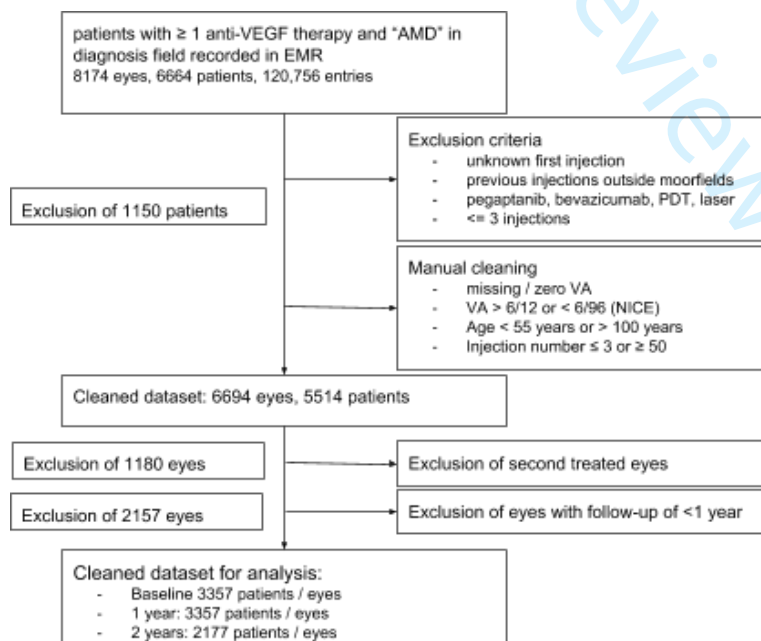 patients with ≥ 1 anti-VEGF therapy and “AMD” in
diagnosis field recorded in EMR
8174 eyes, 6664 patients, 120,756 entries
Exclusion criteria
- unknown first injection
- previous injections outside moorfields
- pegaptanib, bevazicumab, PDT, laser
- <= 3 injections
Exclusion of 1150 patients
Manual cleaning
- missing / zero VA
- VA > 6/12 or < 6/96 (NICE)
- Age < 55 years or > 100 years
- Injection number ≤ 3 or ≥ 50
Cleaned dataset: 6694 eyes, 5514 patients
Exclusion of 1180 eyes
Exclusion of second treated eyes
Exclusion of 2157 eyes
Exclusion of eyes with follow-up of <1 year
Cleaned dataset for analysis:
- Baseline 3357 patients / eyes
- 1 year: 3357 patients / eyes
- 2 years: 2177 patients / eyes